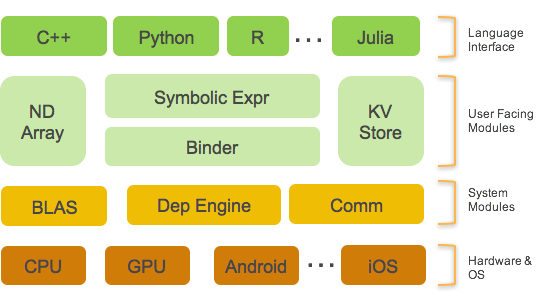 C++ Python R ... Julia
Language
Interface
ND
Array
Symbolic Expr
Binder
KV
Store
User Facing
Modules
BLAS Dep Engine Comm
System
Modules
CPU GPU Android ... iOS
Hardware &
OS